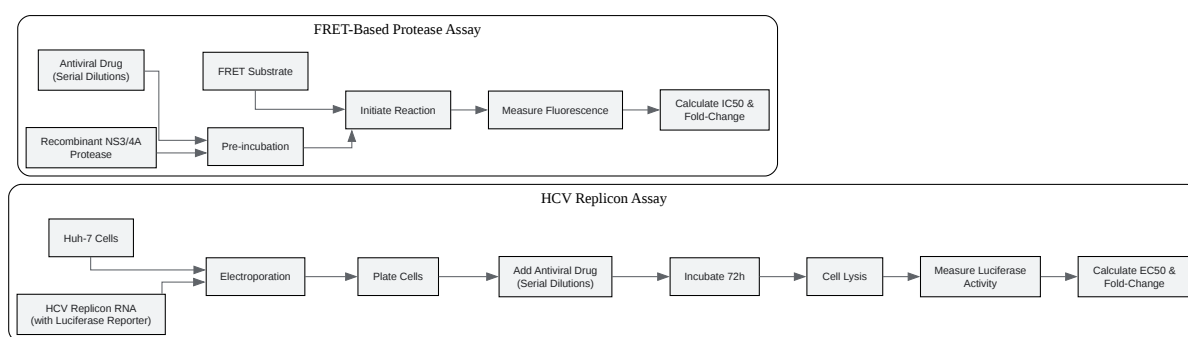 FRET-Based Protease Assay
Antiviral Drug
(Serial Dilutions)
FRET Substrate
Initiate Reaction
Measure Fluorescence
Calculate IC50 &
Fold-Change
Recombinant NS3/4A
Protease
Pre-incubation
HCV Replicon Assay
Huh-7 Cells
Electroporation
Plate Cells
Add Antiviral Drug
(Serial Dilutions)
Incubate 72h
Cell Lysis
Measure Luciferase
Activity
Calculate EC50 &
Fold-Change
HCV Replicon RNA
(with Luciferase Reporter)